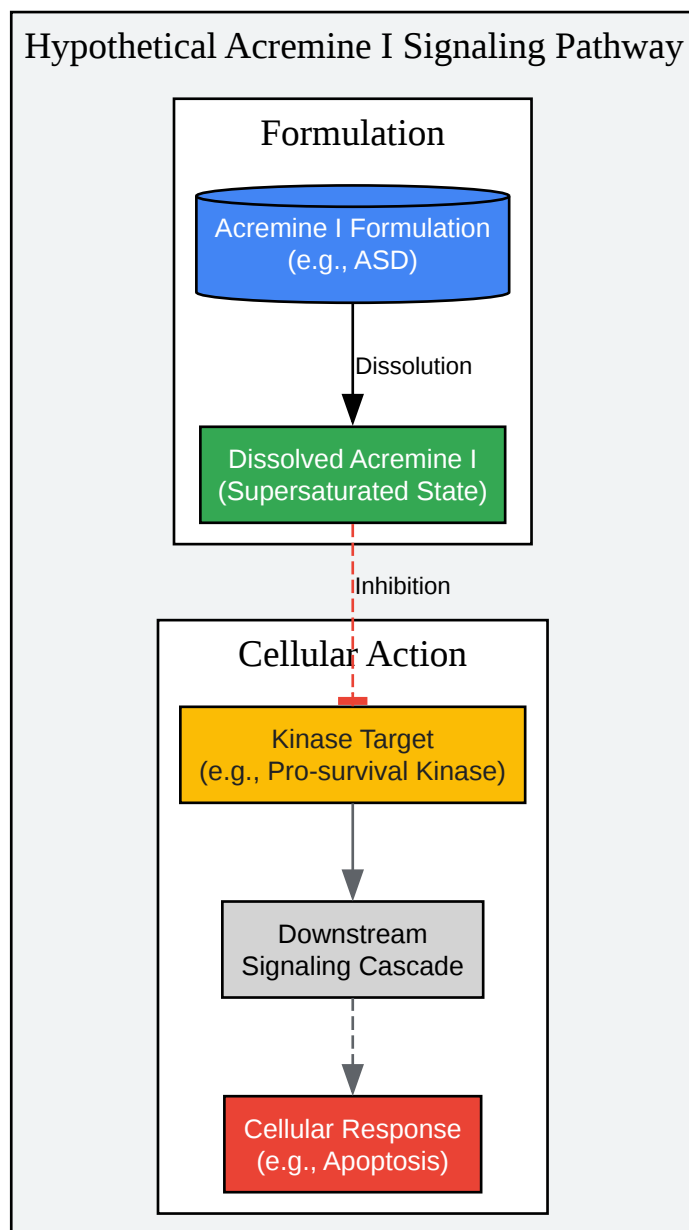 Hypothetical Acremine I Signaling Pathway
Formulation
Acremine I Formulation
(e.g., ASD)
Dissolution
Dissolved Acremine I
(Supersaturated State)
Inhibition
Cellular Action
Kinase Target
(e.g., Pro-survival Kinase)
Downstream
Signaling Cascade
Cellular Response
(e.g., Apoptosis)